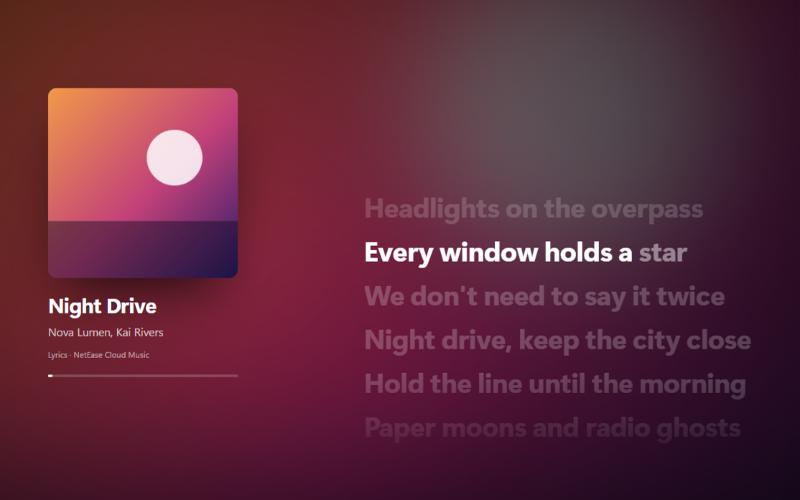 Night Drive
Nova Lumen, Kai Rivers
Lyrics · NetEase Cloud Music
Headlights on the overpass
Every window holds a star
We don't need to say it twice
Night drive, keep the city close
Hold the line until the morning
Paper moons and radio ghosts